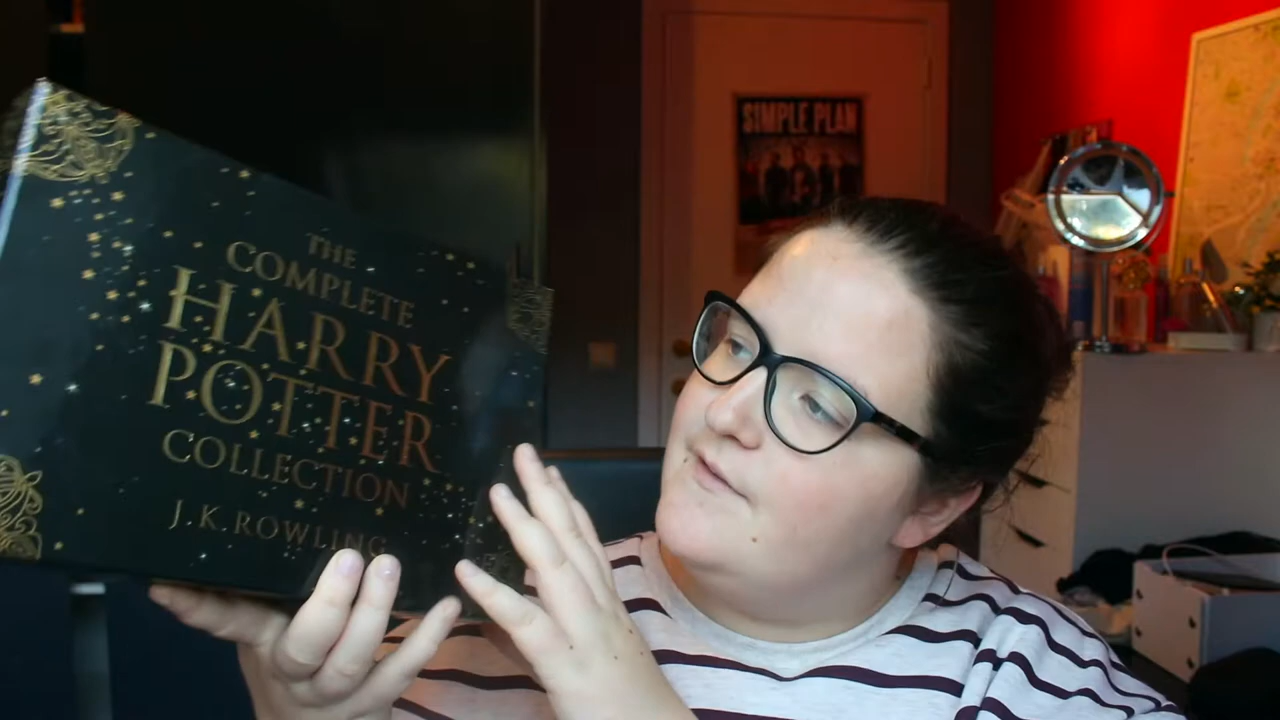 THE
COMPLETE
HARRY
POTTER
COLLECTION
J.K.ROWLING
SIMPLE PLAN